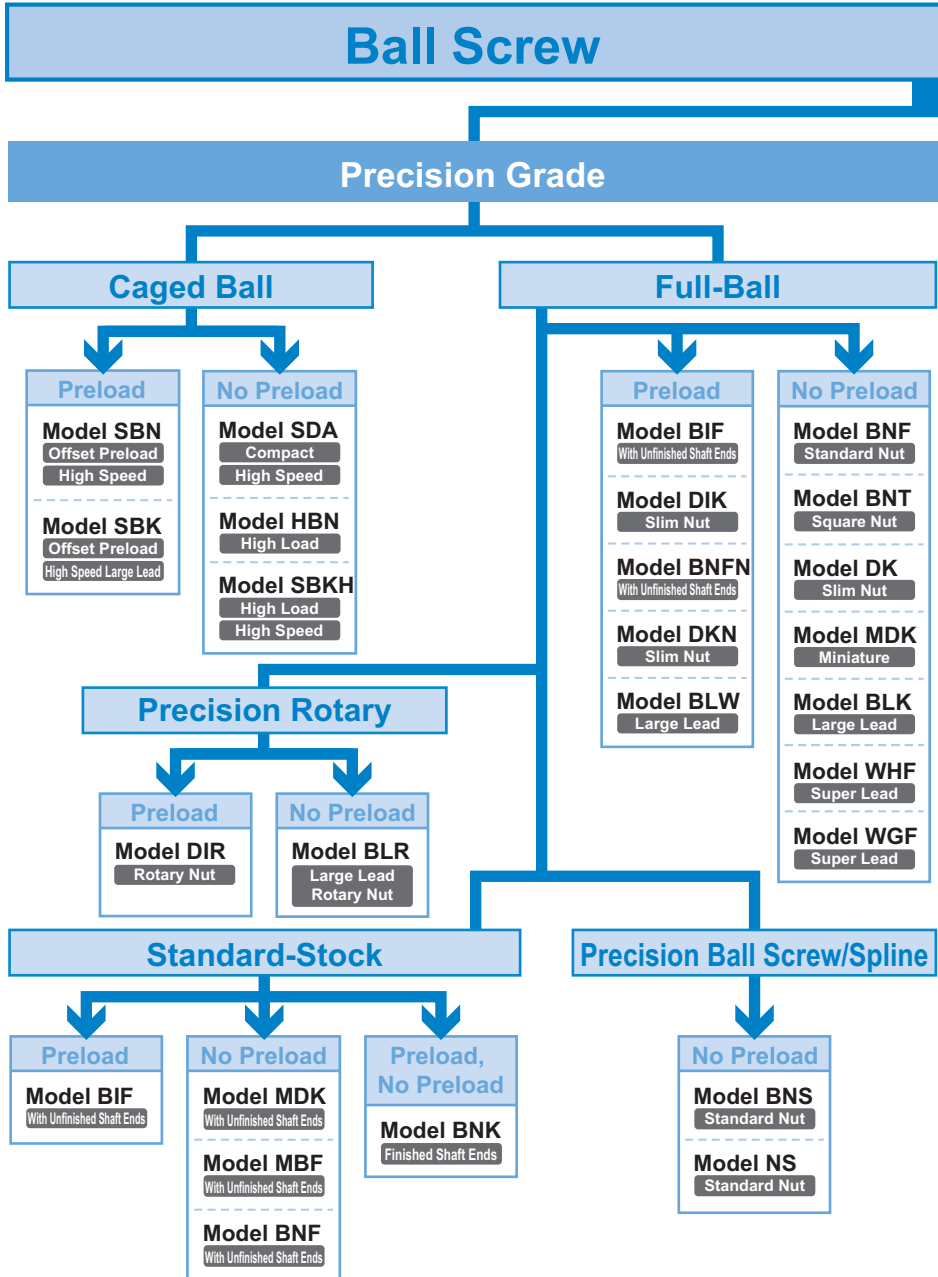 Ball Screw
Precision Grade
Caged Ball
Preload
Model SBN
Offset Preload
High Speed
Model SBK
Offset Preload
High Speed Large Lead
No Preload
Model SDA
Compact
High Speed
Model HBN
High Load
Model SBKH
High Load
High Speed
Full-Ball
Preload
Model BIF
With Unfinished Shaft Ends
Model DIK
Slim Nut
Model BNFN
With Unfinished Shaft Ends
Model DKN
Slim Nut
Model BLW
Large Lead
No Preload
Model BNF
Standard Nut
Model BNT
Square Nut
Model DK
Slim Nut
Model MDK
Miniature
Model BLK
Large Lead
Model WHF
Super Lead
Model WGF
Super Lead
Precision Rotary
Preload
Model DIR
Rotary Nut
No Preload
Model BLR
Large Lead
Rotary Nut
Standard-Stock
Preload
Model BIF
With Unfinished Shaft Ends
No Preload
Model MDK
With Unfinished Shaft Ends
Model MBF
With Unfinished Shaft Ends
Model BNF
With Unfinished Shaft Ends
Preload,
No Preload
Model BNK
Finished Shaft Ends
Precision Ball Screw/Spline
No Preload
Model BNS
Standard Nut
Model NS
Standard Nut